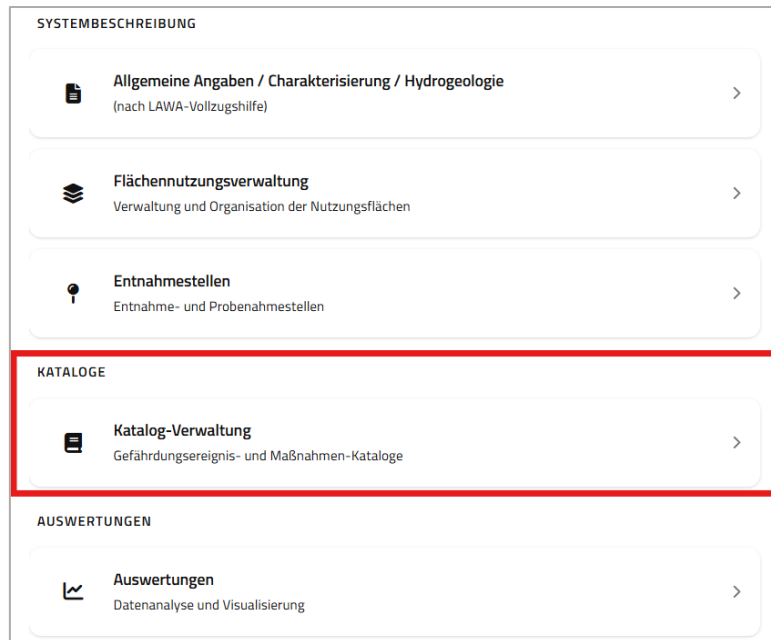 SYSTEMBESCHREIBUNG
Allgemeine Angaben / Charakterisierung / Hydrogeologie
(nach LAWA-Vollzugshilfe)
Flächennutzungsverwaltung
Verwaltung und Organisation der Nutzungsflächen
Entnahmestellen
Entnahme- und Probenahmestellen
KATALOGE
Katalog-Verwaltung
Gefährdungsereignis- und Maßnahmen-Kataloge
AUSWERTUNGEN
Auswertungen
Datenanalyse und Visualisierung